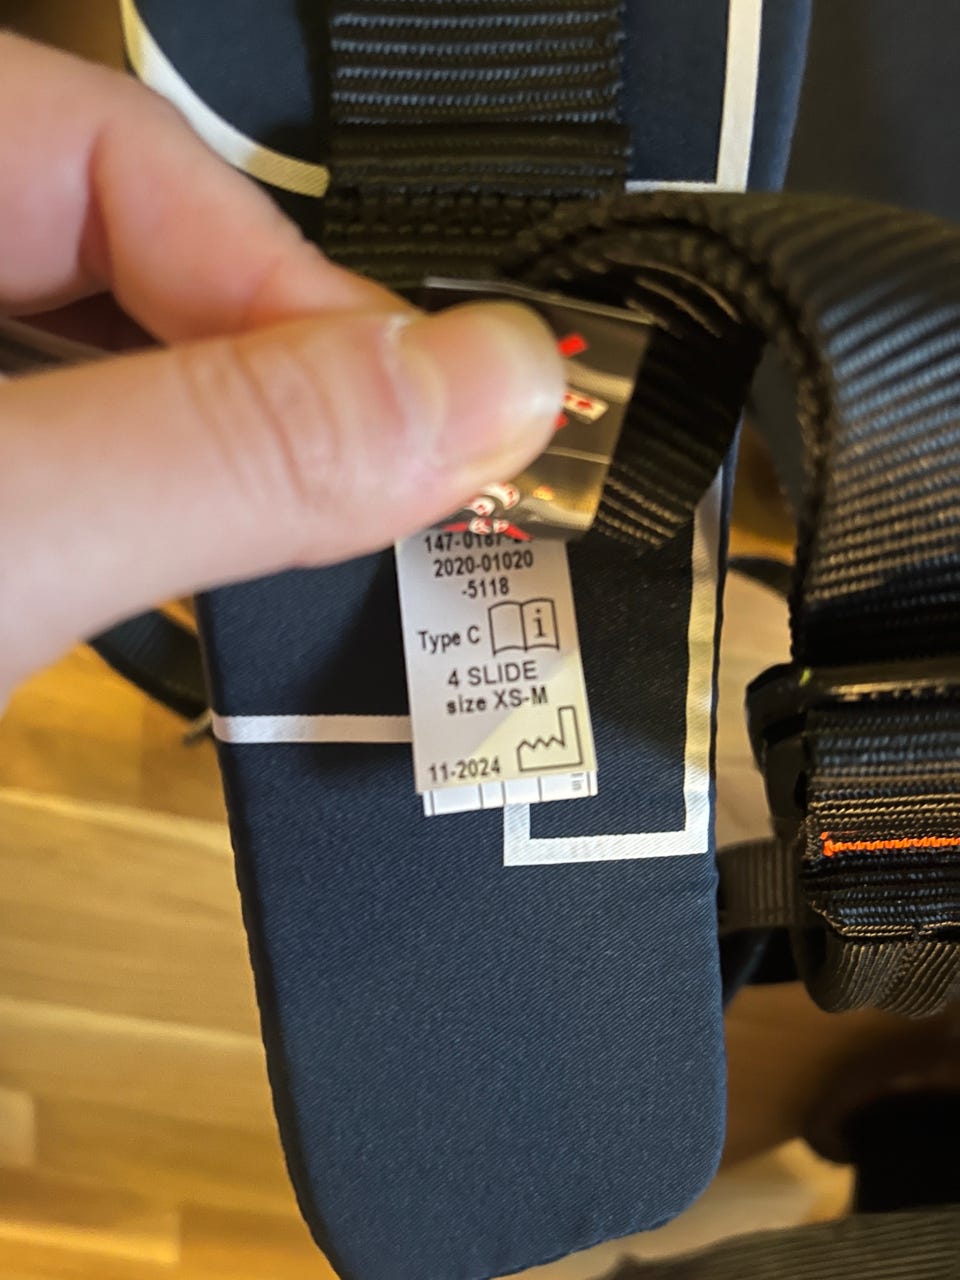 2020-01020
-5118
Type C
4 SLIDE
size XS-M
11-2024